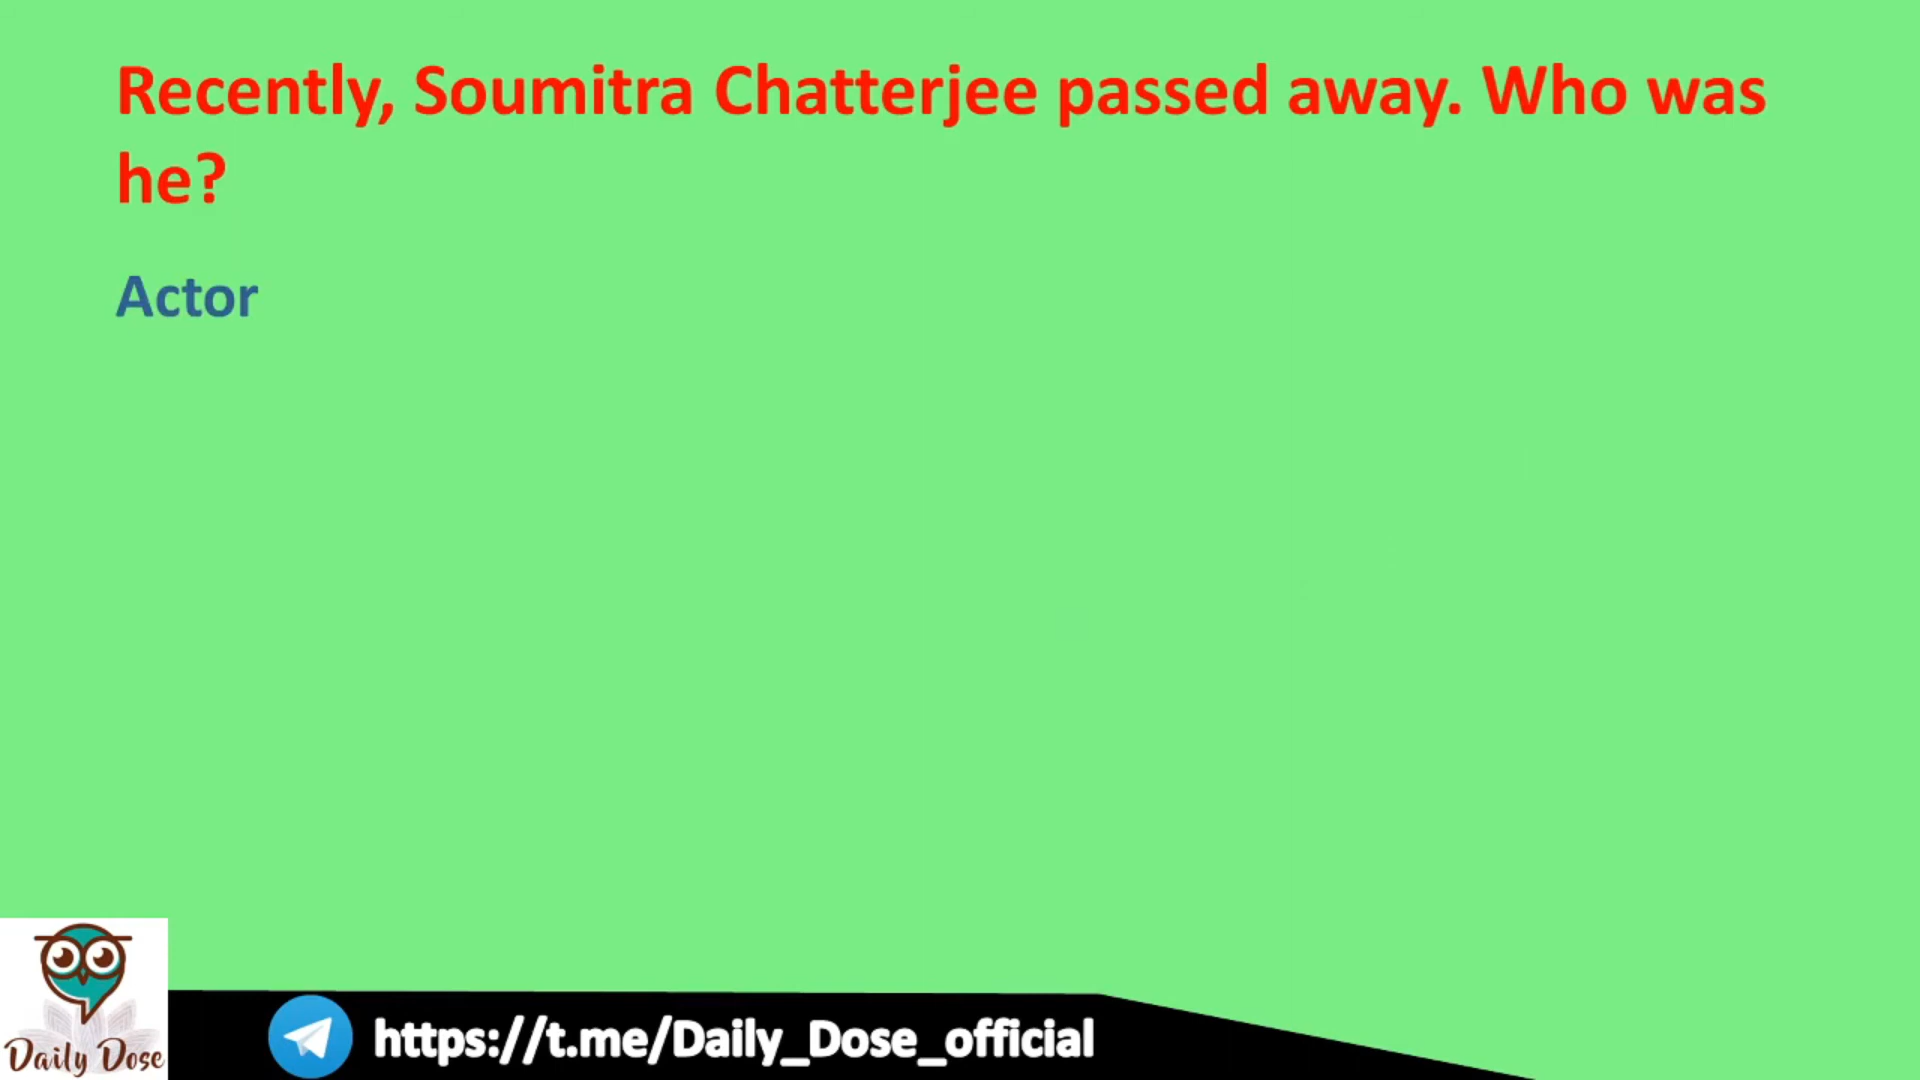 Recently, Soumitra Chatterjee passed away. Who was
he?
Actor
Daily Dose
https://t.me/Daily_Dose_official